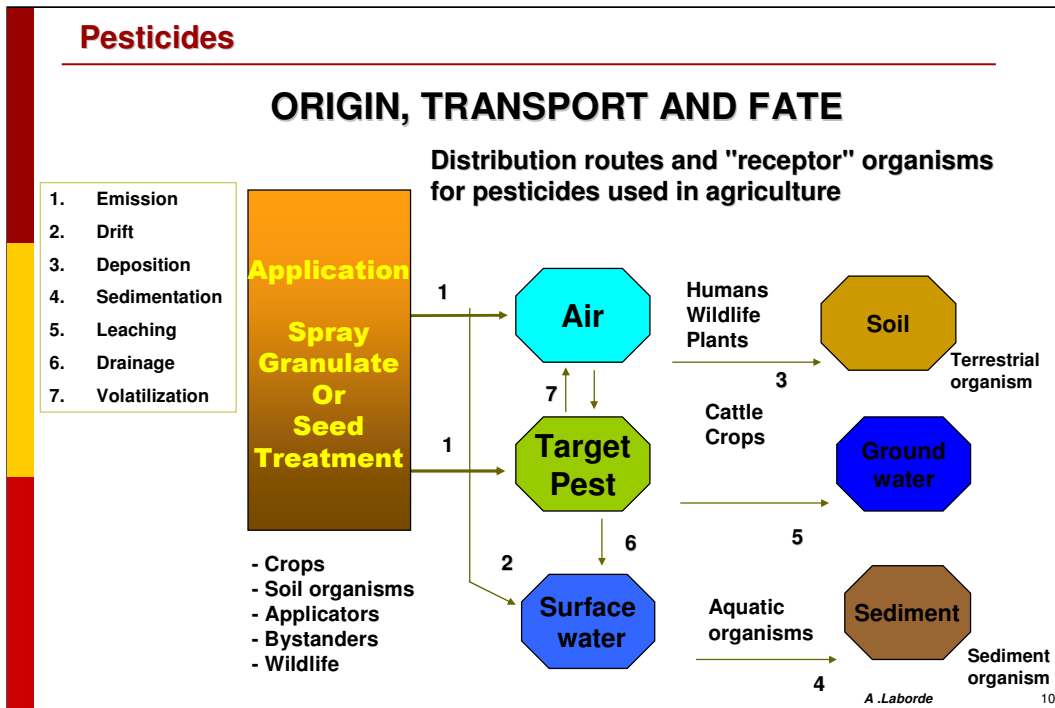 Pesticides
ORIGIN, TRANSPORT AND FATE
Distribution routes and "receptor" organisms
for pesticides used in agriculture
1. Emission
2. Drift
3. Deposition
4. Sedimentation
5. Leaching
6. Drainage
7. Volatilization
Application
Spray
Granulate
Or
Seed
Treatment
- Crops
- Soil organisms
- Applicators
- Bystanders
- Wildlife
1
1
2
Air
7
Target
Pest
6
Surface
water
Humans
Wildlife
Plants
3
Cattle
Crops
5
Aquatic
organisms
4
Soil
Terrestrial
organism
Ground
water
Sediment
Sediment
organism
A .Laborde
10